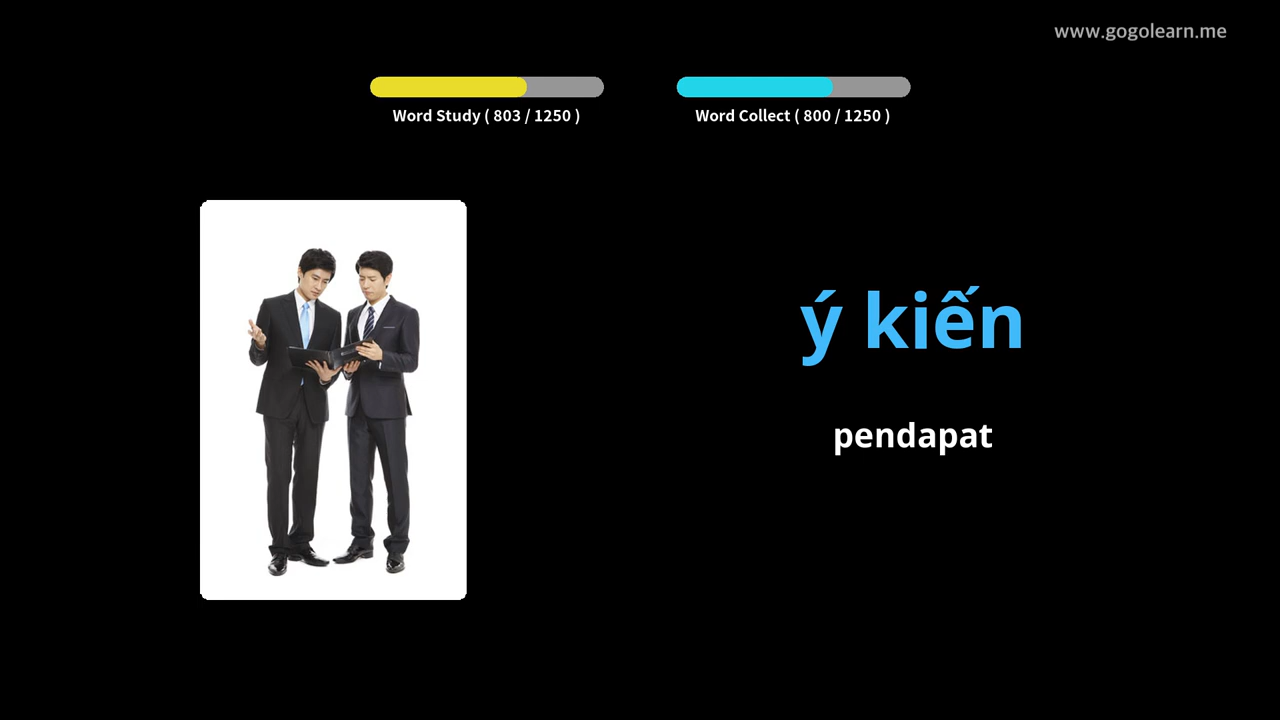 www.gogolearn.me
Word Study ( 803 / 1250 )
Word Collect ( 800 / 1250 )
ý kiến
pendapat